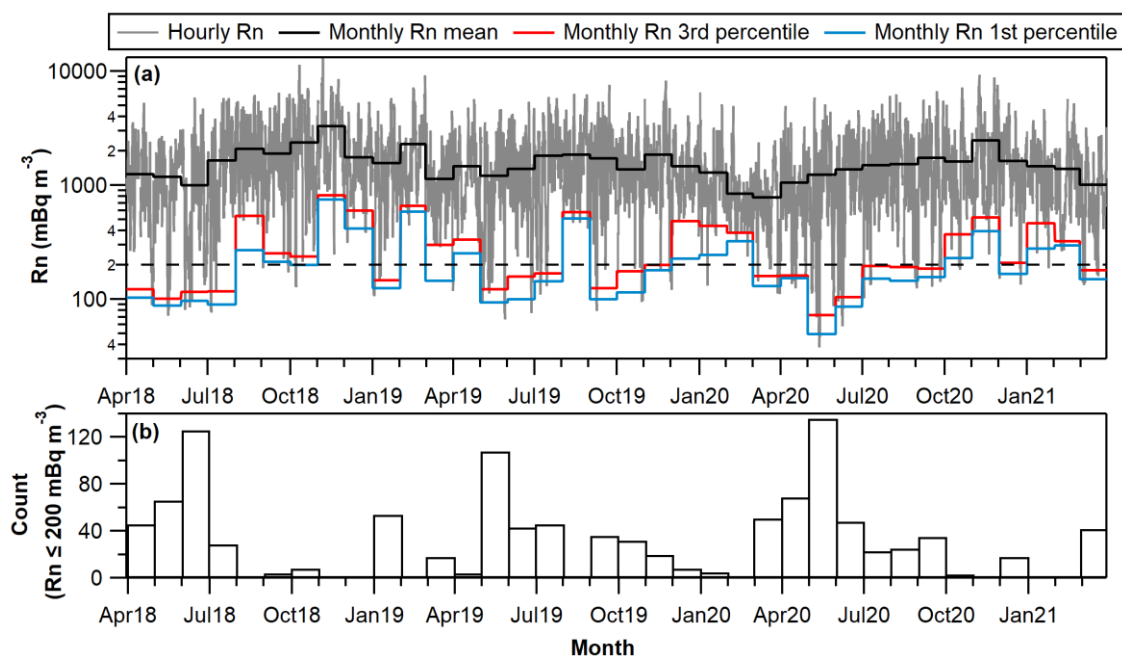 Hourly Rn Monthly Rn mean Monthly Rn 3rd percentile Monthly Rn 1st percentile
(a)
10000
4
2
1000
4
2
100
4
Rn (mBq m⁻³)
Apr18 Jul18 Oct18 Jan19 Apr19 Jul19 Oct19 Jan20 Apr20 Jul20 Oct20 Jan21
(b)
120
80
40
0
Count
(Rn ≤ 200 mBq m⁻³)
Apr18 Jul18 Oct18 Jan19 Apr19 Jul19 Oct19 Jan20 Apr20 Jul20 Oct20 Jan21
Month